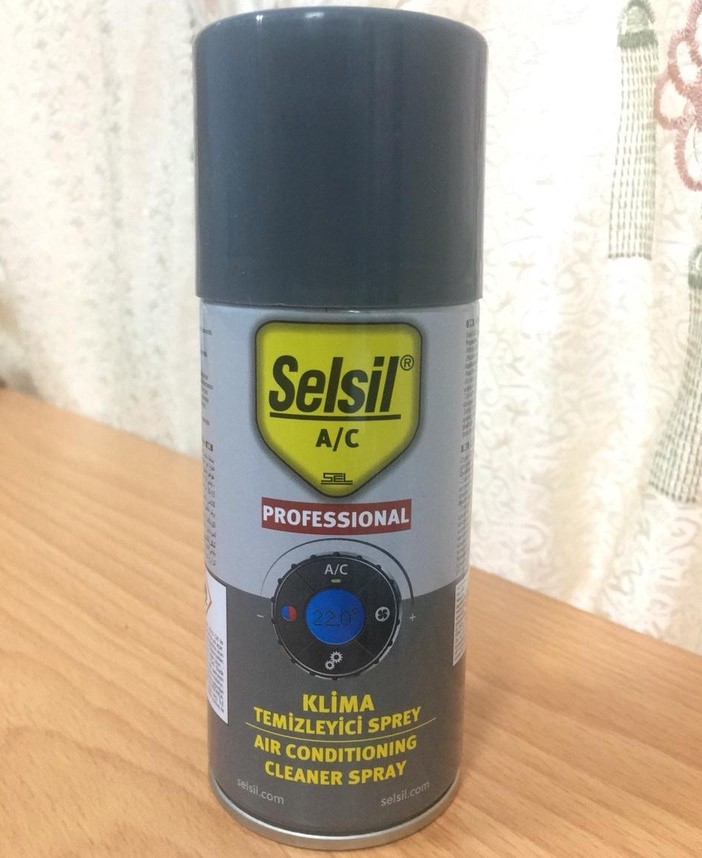 Selsil®
A/C
SEL
PROFESSIONAL
A/C
22.0°
- +
KLİMA
TEMİZLEYİCİ SPREY
AIR CONDITIONING
CLEANER SPRAY
selsil.com
selsil.com